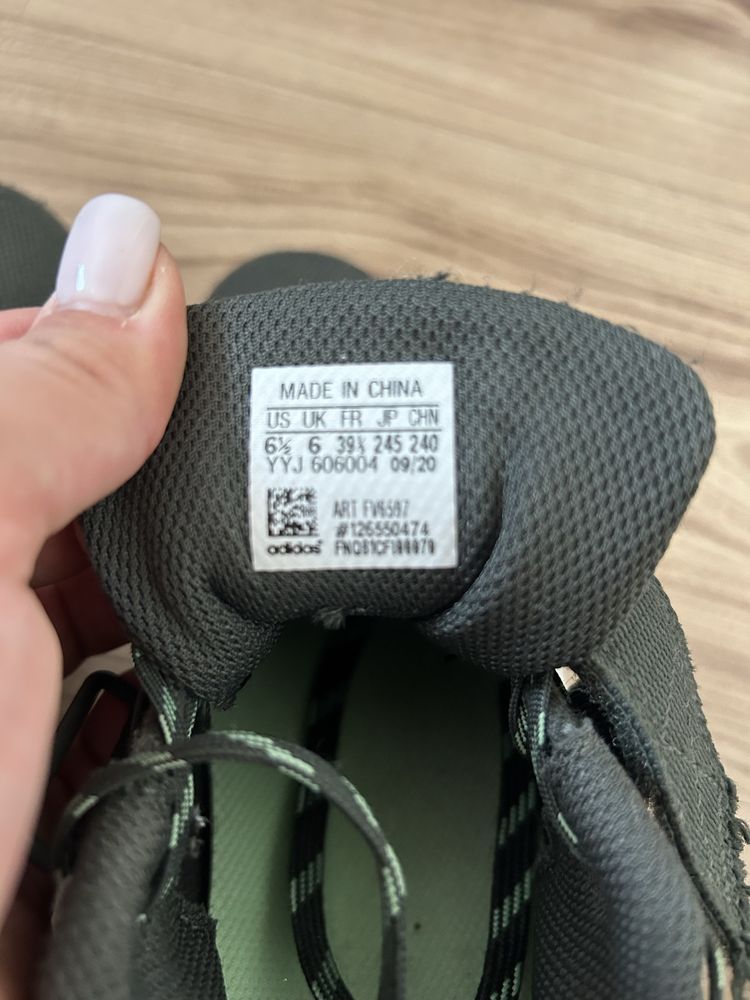 MADE IN CHINA
US UK FR JP CHN
6½ 6 39⅓ 245 240
YYJ 606004 09/20
ART
#126550474
adidas